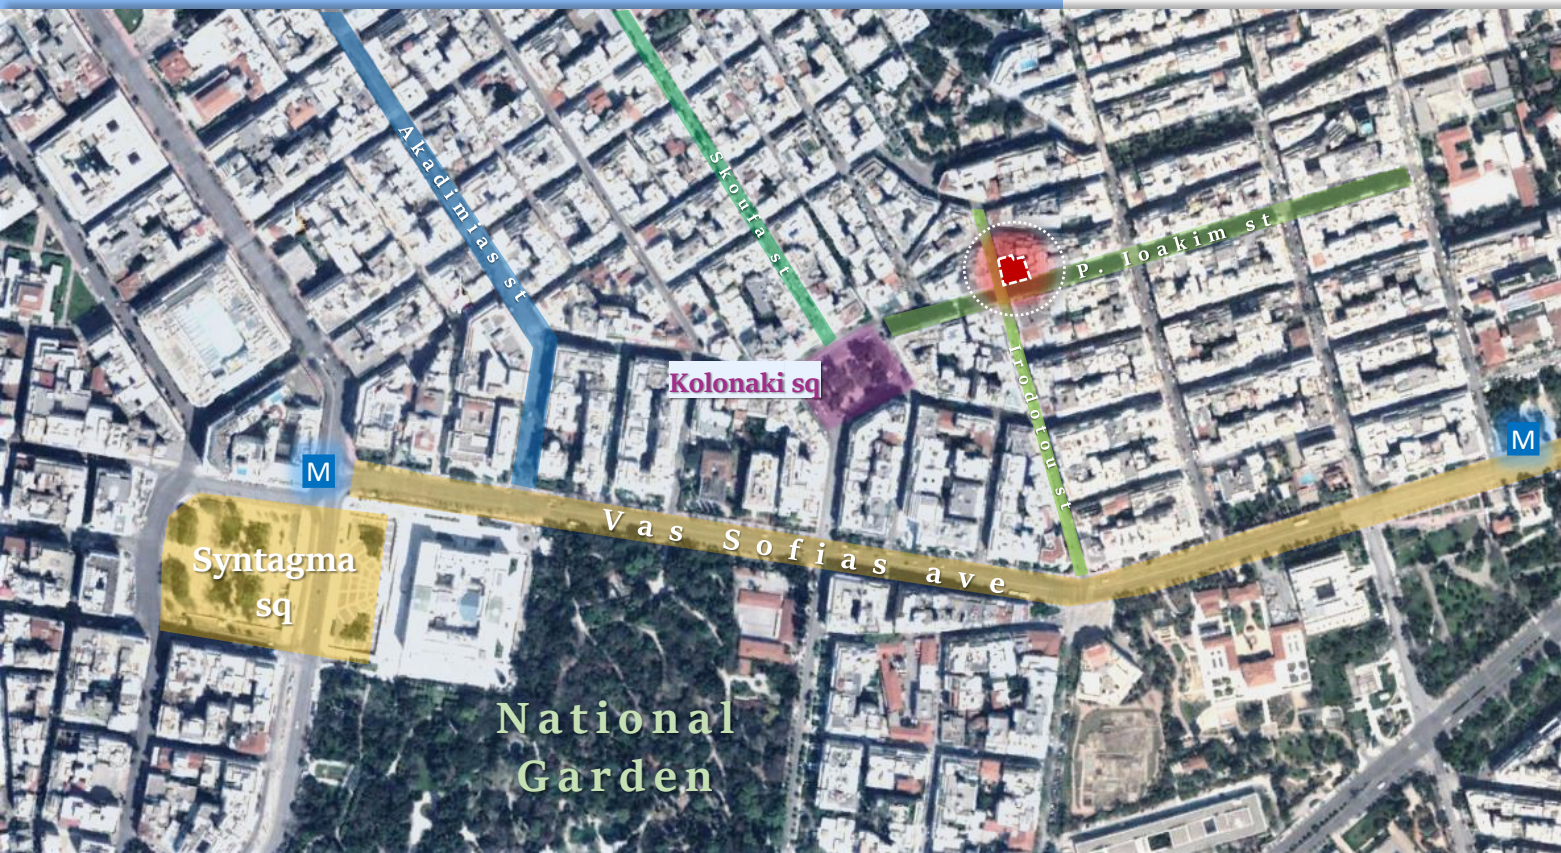 Akadimias st
Skoufa st
P. Ioakim st
Irodotou st
Kolonaki sq
M
M
Vas Sofias ave
Syntagma
sq
National
Garden